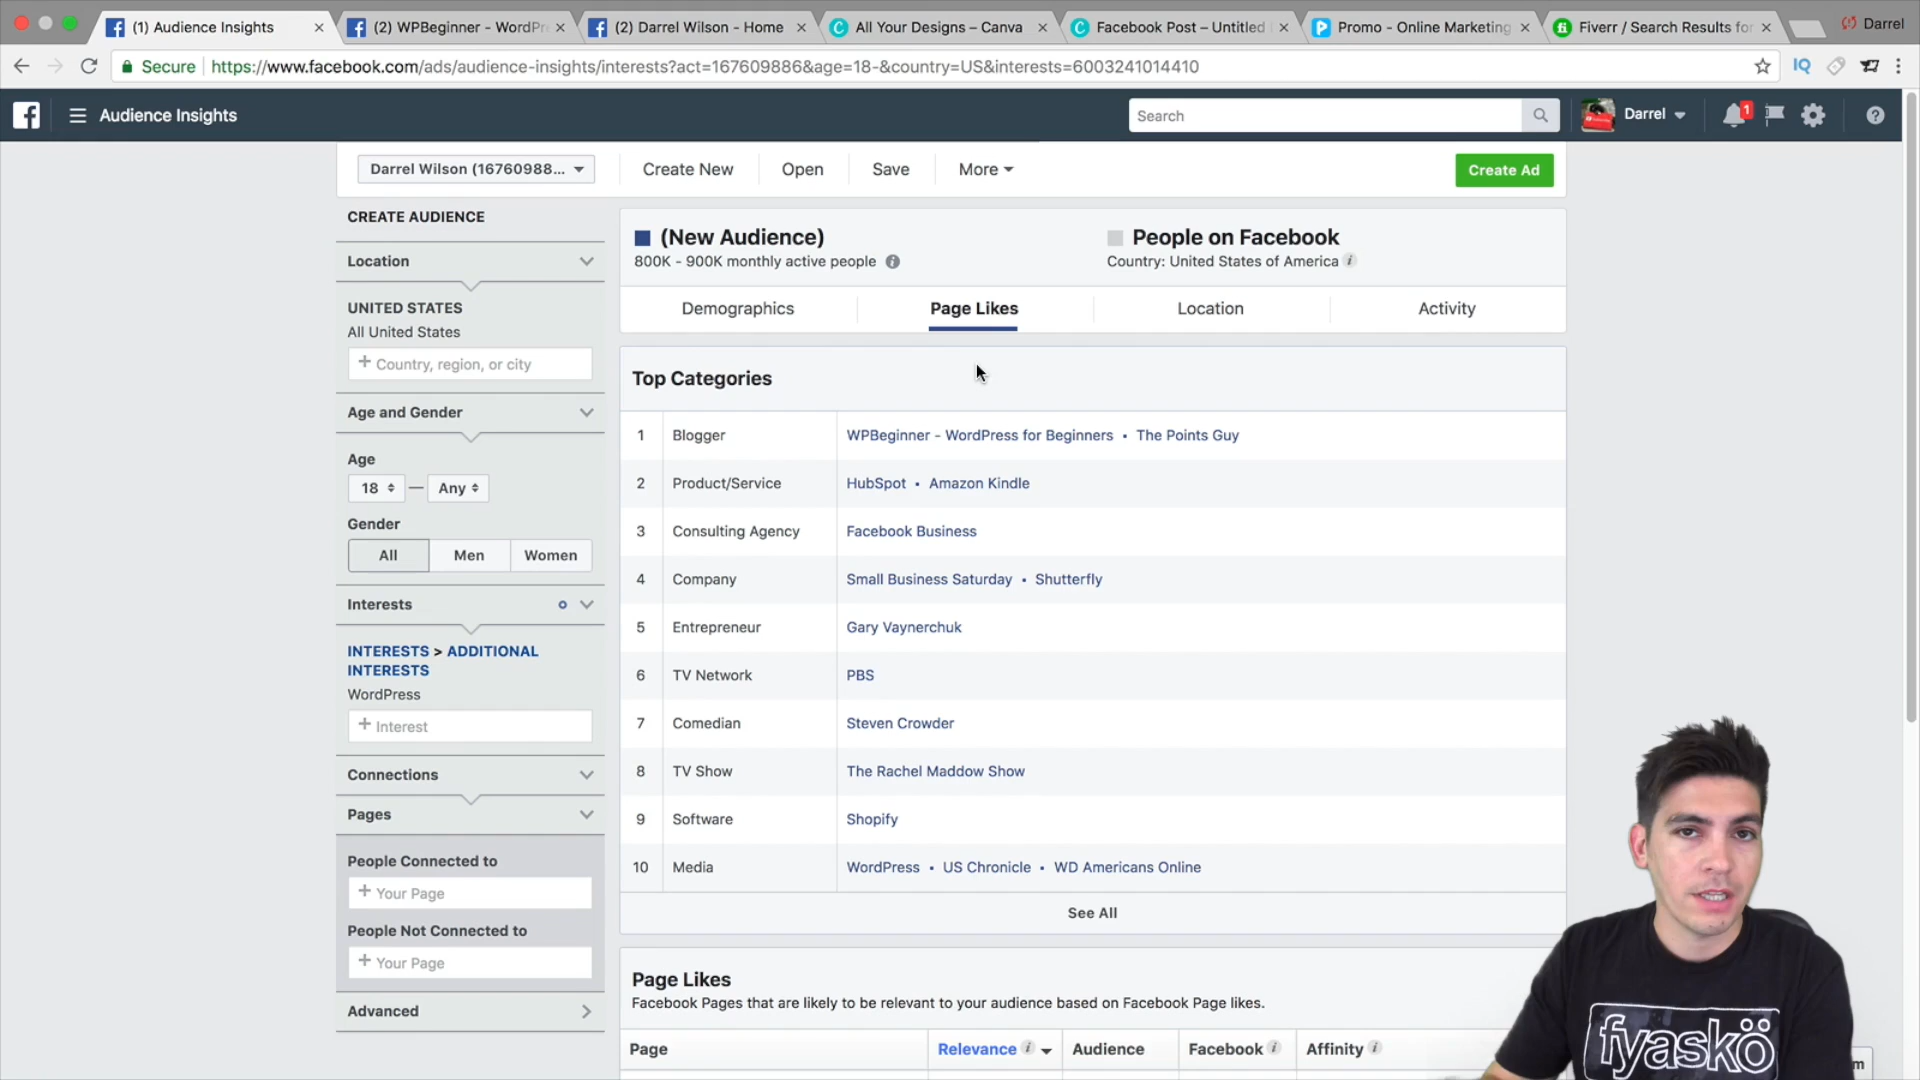 (1) Audience Insights
(2) WPBeginner - WordPr
(2) Darrel Wilson - Home
All Your Designs – Canva
Facebook Post – Untitled
Promo - Online Marketing
Fiverr / Search Results for
Darrel
Secure
https://www.facebook.com/ads/audience-insights/interests?act=167609886&age=18-&country=US&interests=6003241014410
IQ
Audience Insights
Search
Darrel
1
Darrel Wilson (16760988...
Create New
Open
Save
More
Create Ad
CREATE AUDIENCE
Location
UNITED STATES
All United States
+ Country, region, or city
Age and Gender
Age
18 — Any
Gender
All Men Women
Interests
INTERESTS > ADDITIONAL
INTERESTS
WordPress
+ Interest
Connections
Pages
People Connected to
+ Your Page
People Not Connected to
+ Your Page
Advanced
(New Audience)
800K - 900K monthly active people
People on Facebook
Country: United States of America
Demographics
Page Likes
Location
Activity
Top Categories
1 Blogger WPBeginner - WordPress for Beginners • The Points Guy
2 Product/Service HubSpot • Amazon Kindle
3 Consulting Agency Facebook Business
4 Company Small Business Saturday • Shutterfly
5 Entrepreneur Gary Vaynerchuk
6 TV Network PBS
7 Comedian Steven Crowder
8 TV Show The Rachel Maddow Show
9 Software Shopify
10 Media WordPress • US Chronicle • WD Americans Online
See All
Page Likes
Facebook Pages that are likely to be relevant to your audience based on Facebook Page likes.
Page Relevance Audience Facebook Affinity
fyaskö